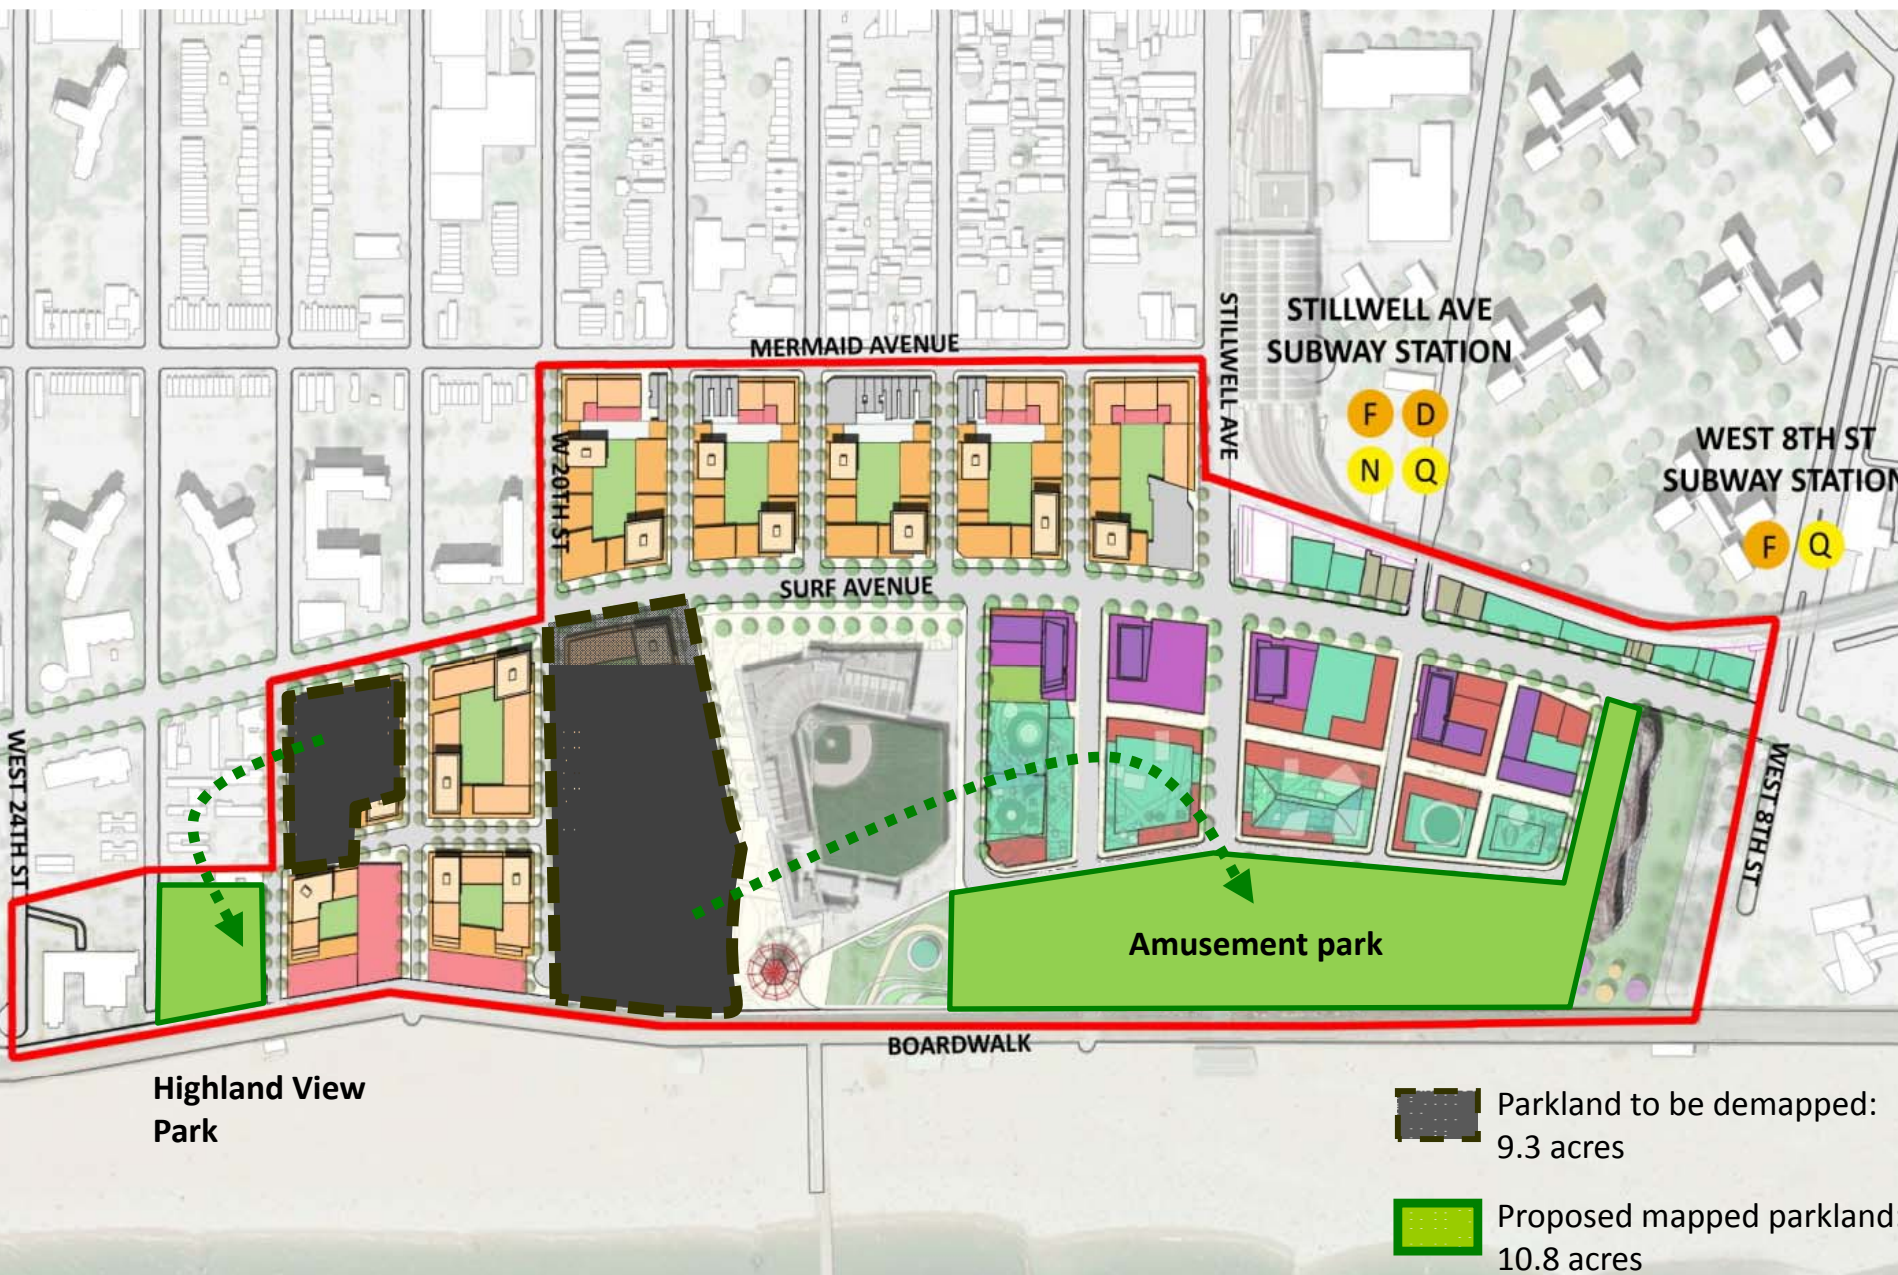 MERMAID AVENUE
STILLWELL AVE
STILLWELL AVE
SUBWAY STATION
F D
N Q
WEST 8TH ST
SUBWAY STATION
F Q
W 20TH ST
SURF AVENUE
WEST 24TH ST
WEST 8TH ST
Amusement park
BOARDWALK
Highland View
Park
Parkland to be demapped:
9.3 acres
Proposed mapped parkland:
10.8 acres